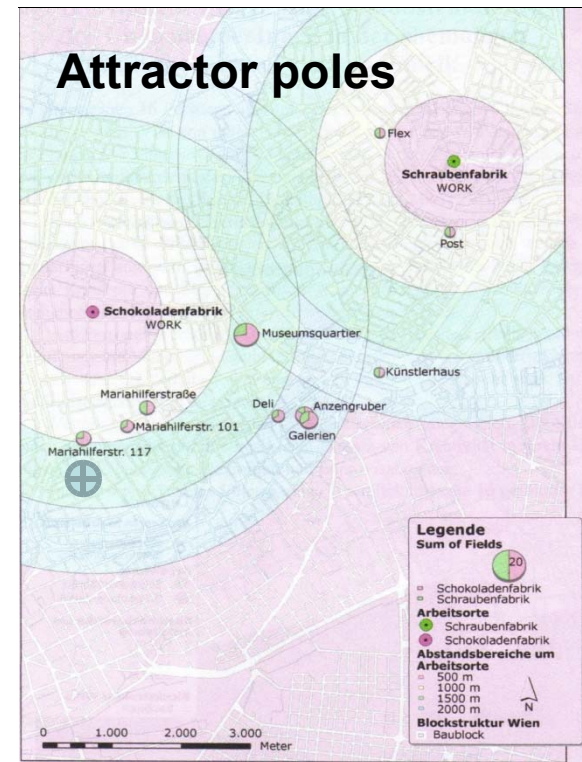 Attractor poles
Flex
Schraubenfabrik
WORK
Post
Schokoladenfabrik
WORK
Museumsquartier
Künstlerhaus
Mariahilferstraße
Deli
Anzengruber
Mariahilferstr. 101
Galerien
Mariahilferstr. 117
Legende
Sum of Fields
20
Schokoladenfabrik
Schraubenfabrik
Arbeitsorte
Schraubenfabrik
Schokoladenfabrik
Abstandsbereiche um
Arbeitsorte
500 m
1000 m
1500 m
2000 m
N
Blockstruktur Wien
Baublock
0 1.000 2.000 3.000
Meter